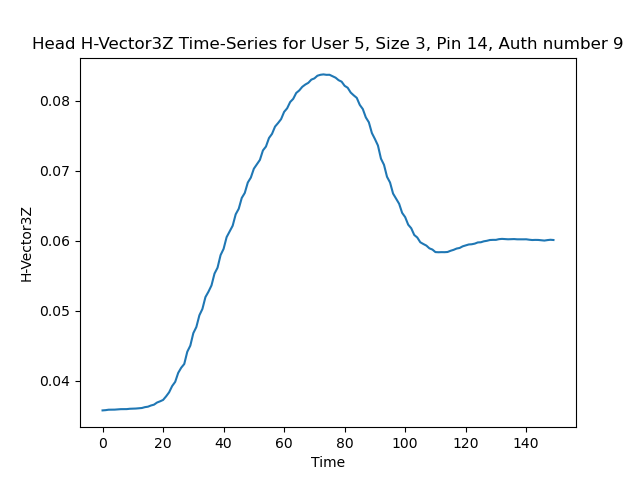 Head H-Vector3Z Time-Series for User 5, Size 3, Pin 14, Auth number 9
H-Vector3Z
0.08
0.07
0.06
0.05
0.04
0 20 40 60 80 100 120 140
Time